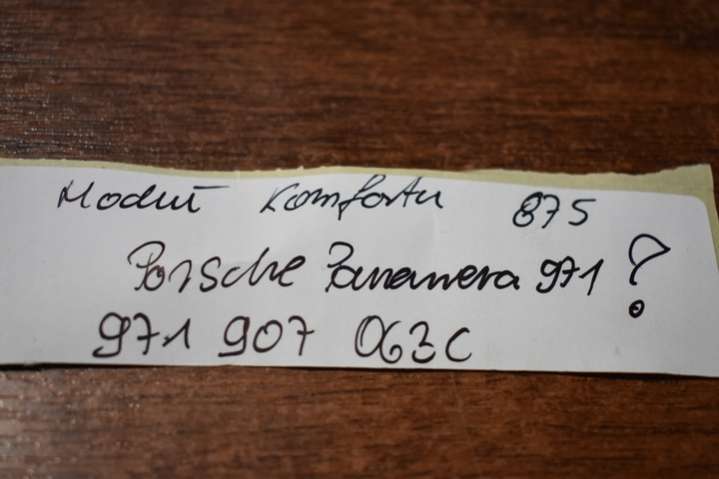 Moduł Komfortu 875
Porsche Panamera 971 ?
971 907 063C